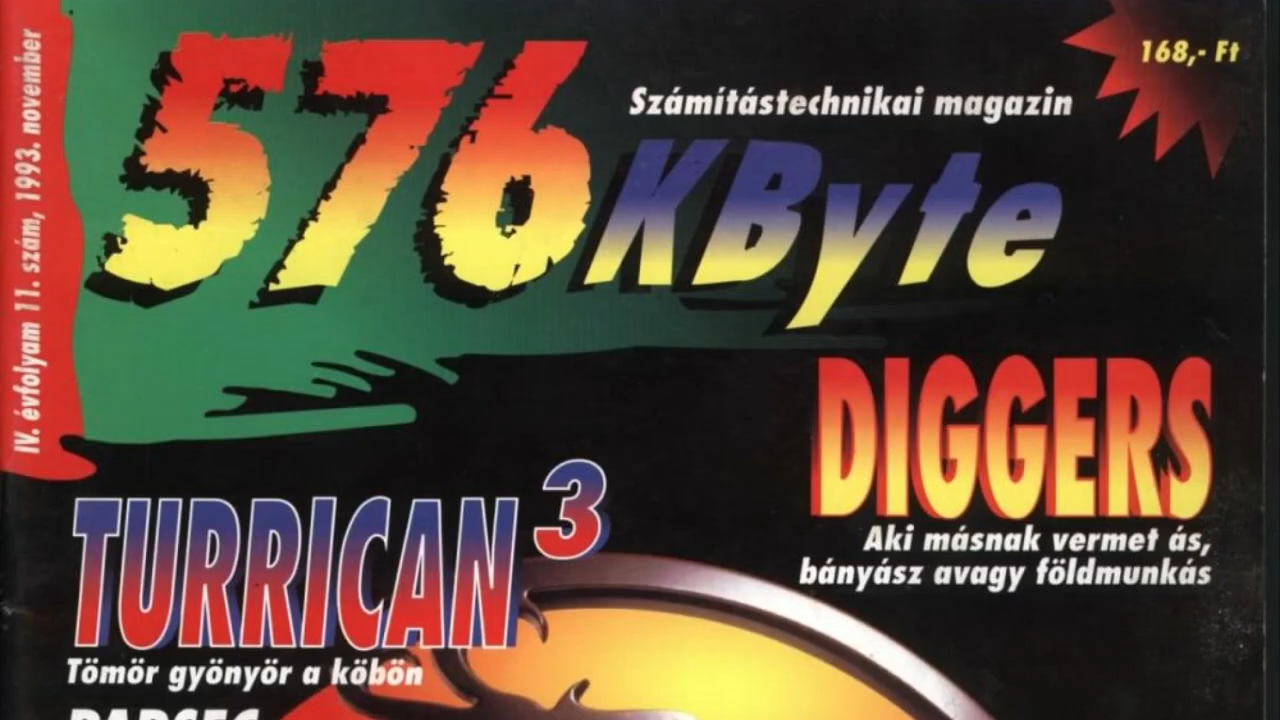 IV. évfolyam 11. szám, 1993. november
168,- Ft
Számítástechnikai magazin
576 KByte
DIGGERS
Aki másnak vermet ás,
bányász avagy földmunkás
TURRICAN 3
Tömör gyönyör a köbön
PARSEC